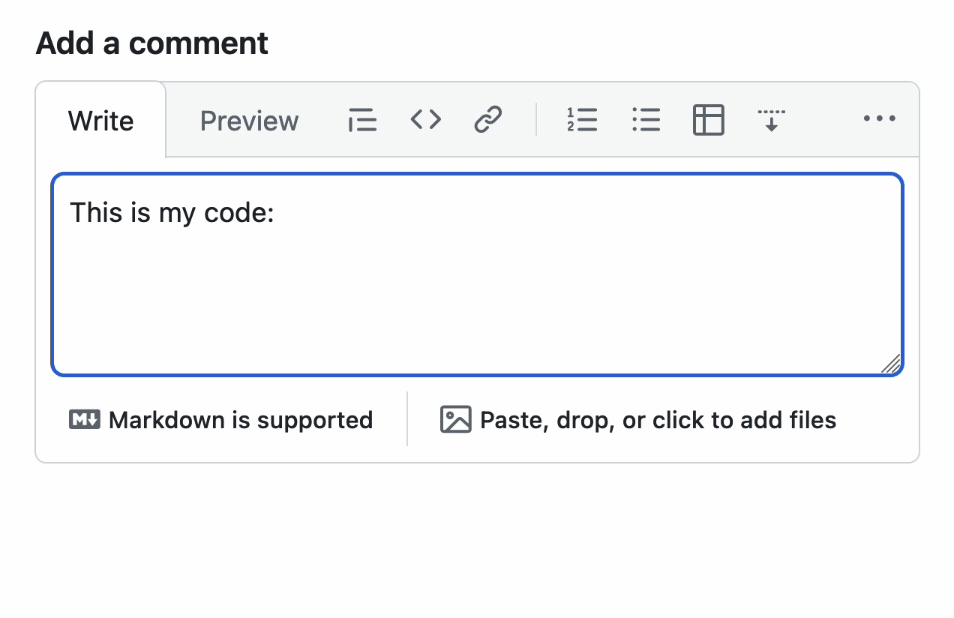 Add a comment
Write Preview
This is my code:
Markdown is supported Paste, drop, or click to add files